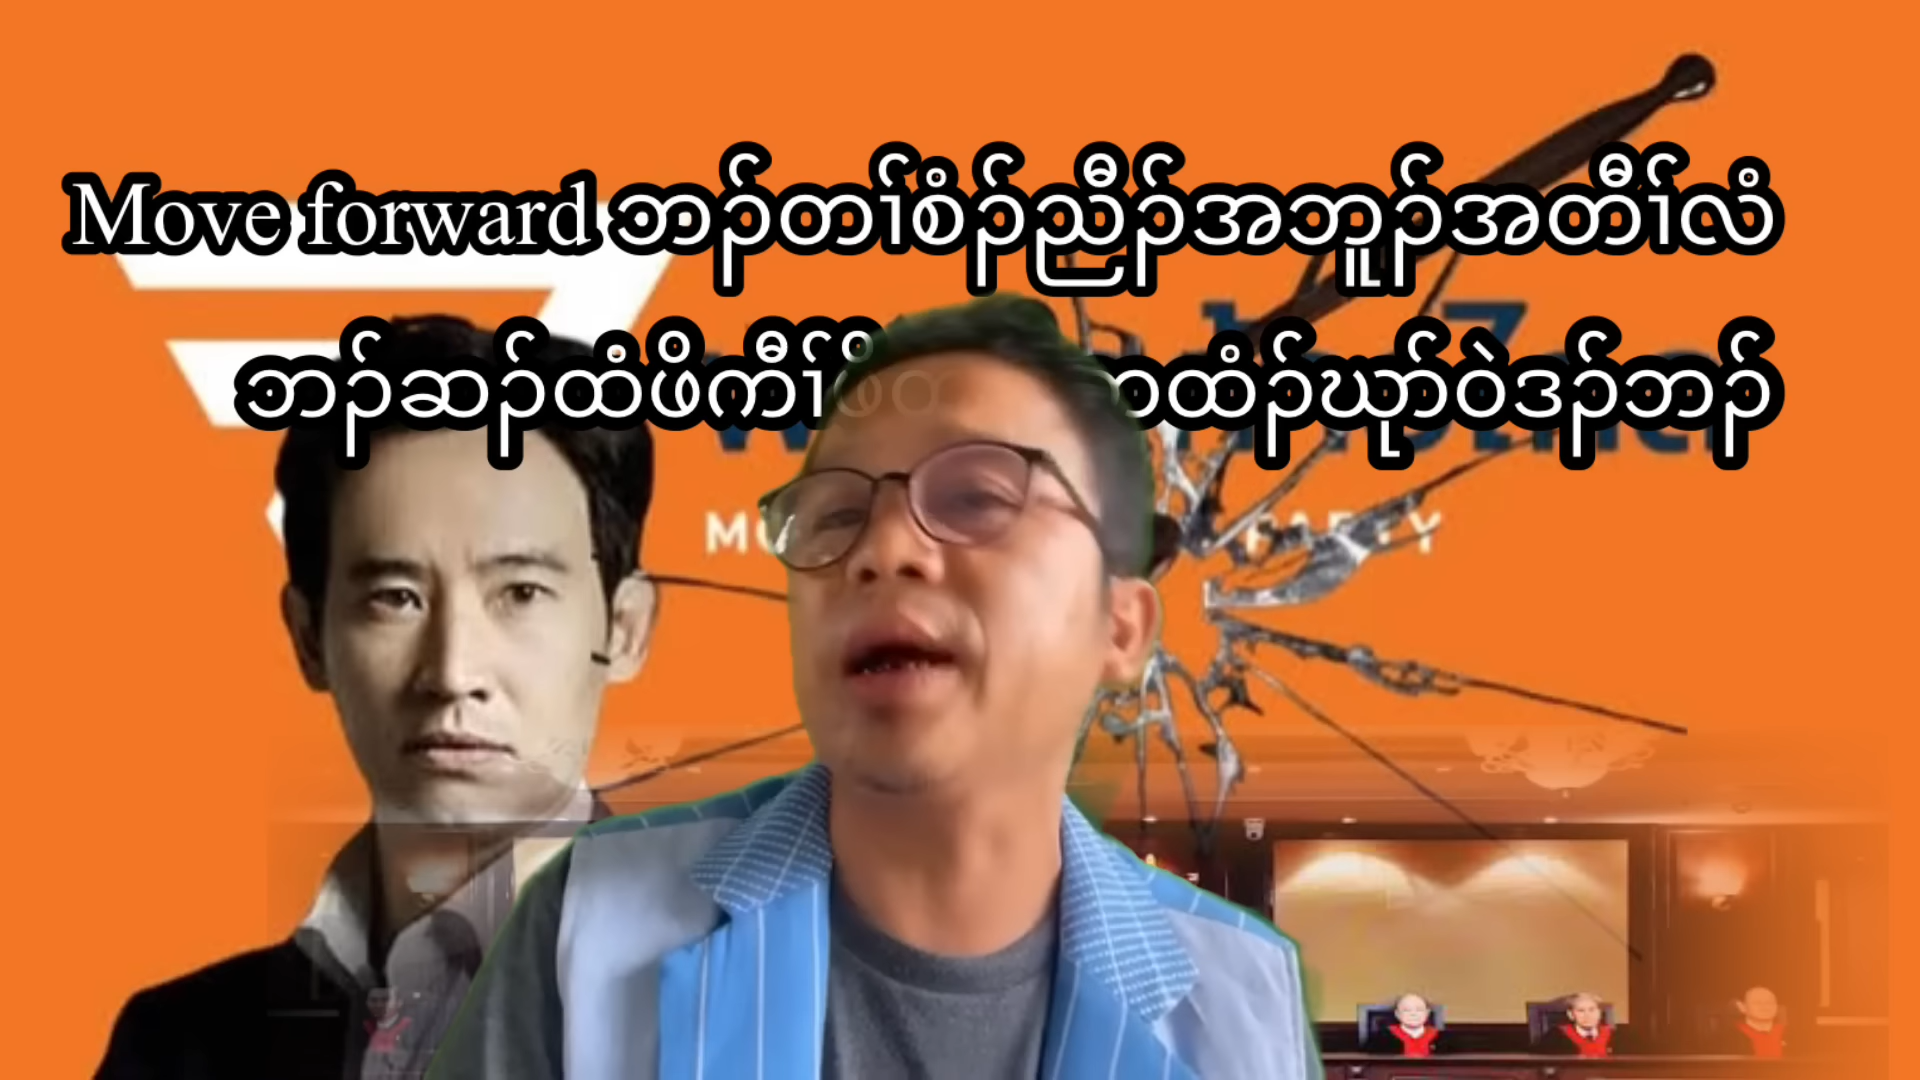 Move forward ဘၣ်တၢ်စံၣ်ညီၣ်အဘူၣ်အတီၢ်လံ
ဘၣ်ဆၣ်ထံဖိကီၢ်ဖိ ထံၣ်ဃုာ်ဝဲဒၣ်ဘၣ်